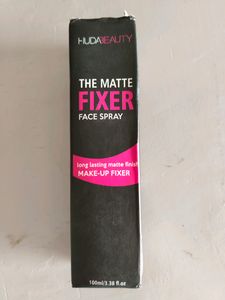 HUDABEAUTY
THE MATTE
FIXER
FACE SPRAY
long lasting matte finish
MAKE-UP FIXER
100ml/3.38 fl.oz